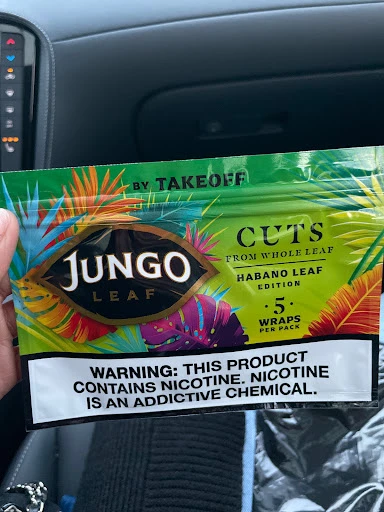 BY TAKEOFF
JUNGO
LEAF
CUTS
FROM WHOLE LEAF
HABANO LEAF
EDITION
·5·
WRAPS
PER PACK
WARNING: THIS PRODUCT
CONTAINS NICOTINE. NICOTINE
IS AN ADDICTIVE CHEMICAL.